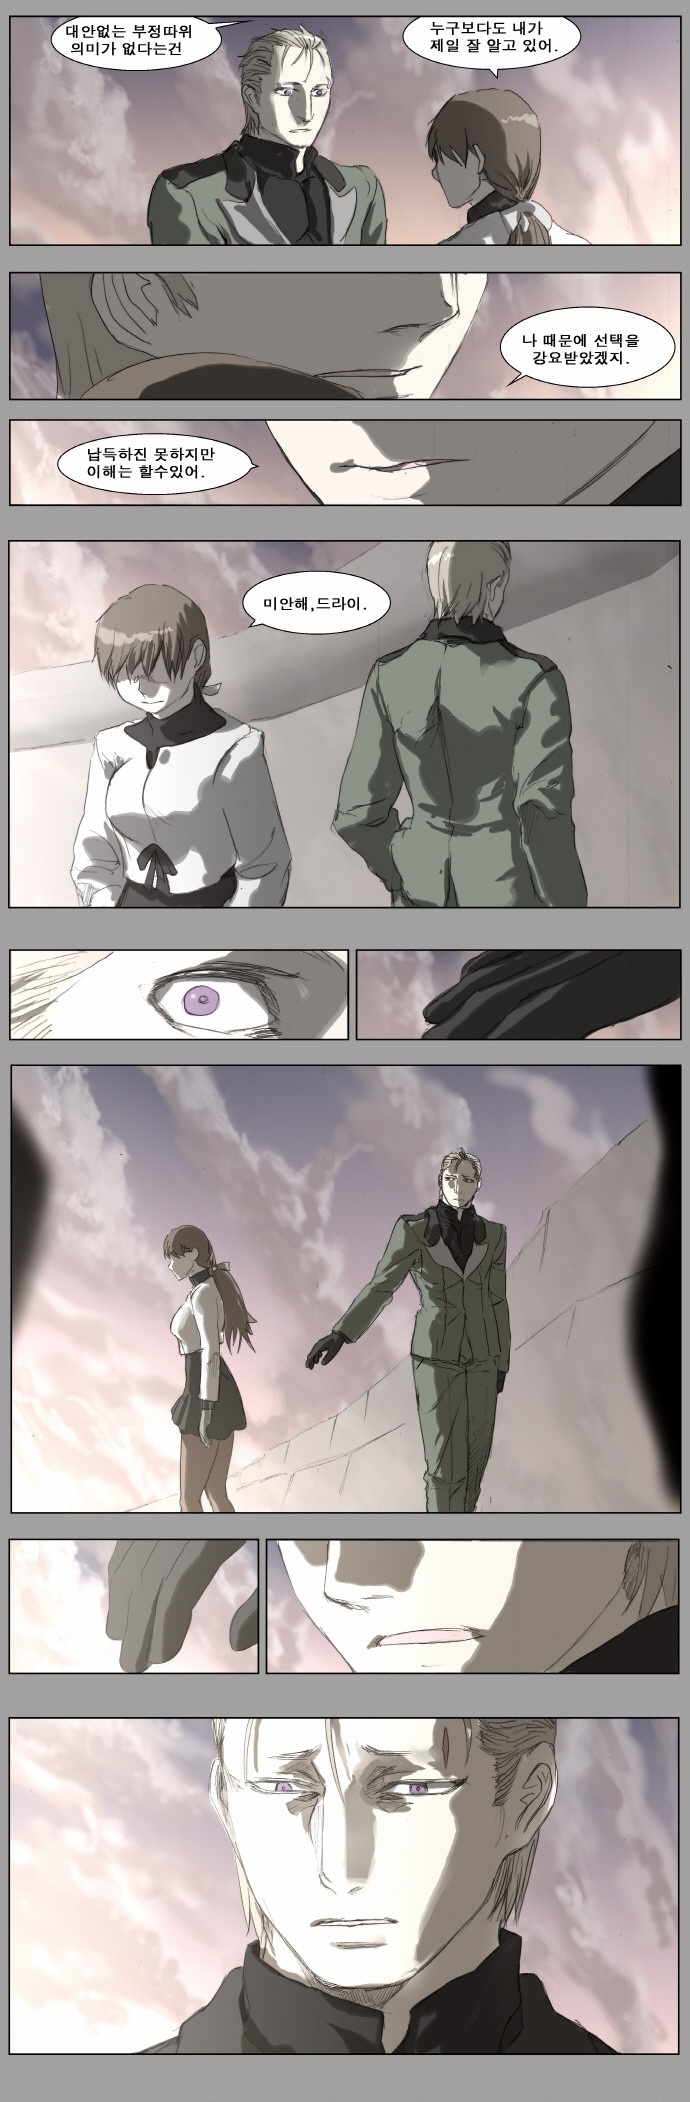 대안없는 부정따위
의미가 없다는건
누구보다도 내가
제일 잘 알고 있어.
나 때문에 선택을
강요받았겠지.
납득하진 못하지만
이해는 할수있어.
미안해,드라이.